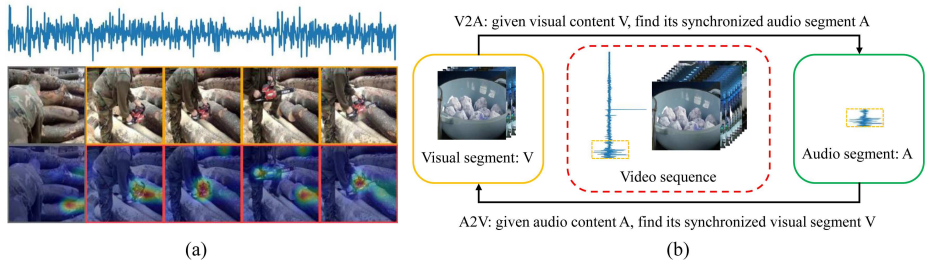 V2A: given visual content V, find its synchronized audio segment A
Visual segment: V
Video sequence
Audio segment: A
A2V: given audio content A, find its synchronized visual segment V
(a)
(b)